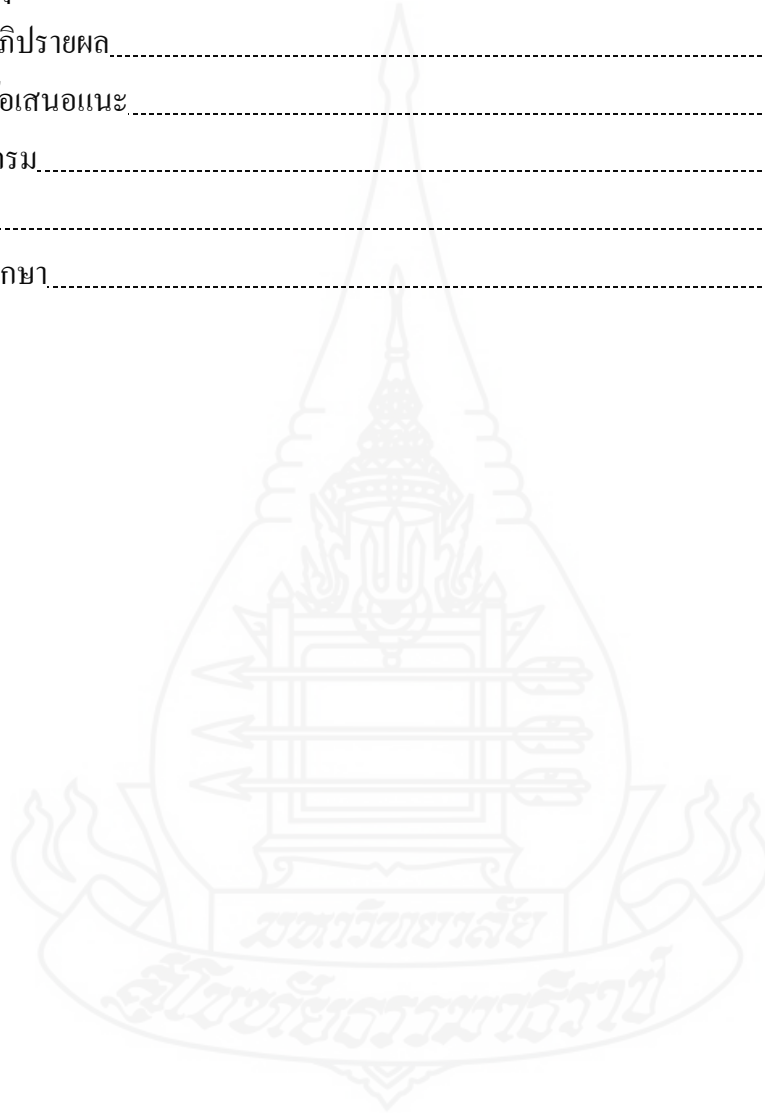 ภิปรายผล
อเสนอแนะ
กรม
กษา
มหาวิทยาลัย
สุโขทัยธรรมาธิราช